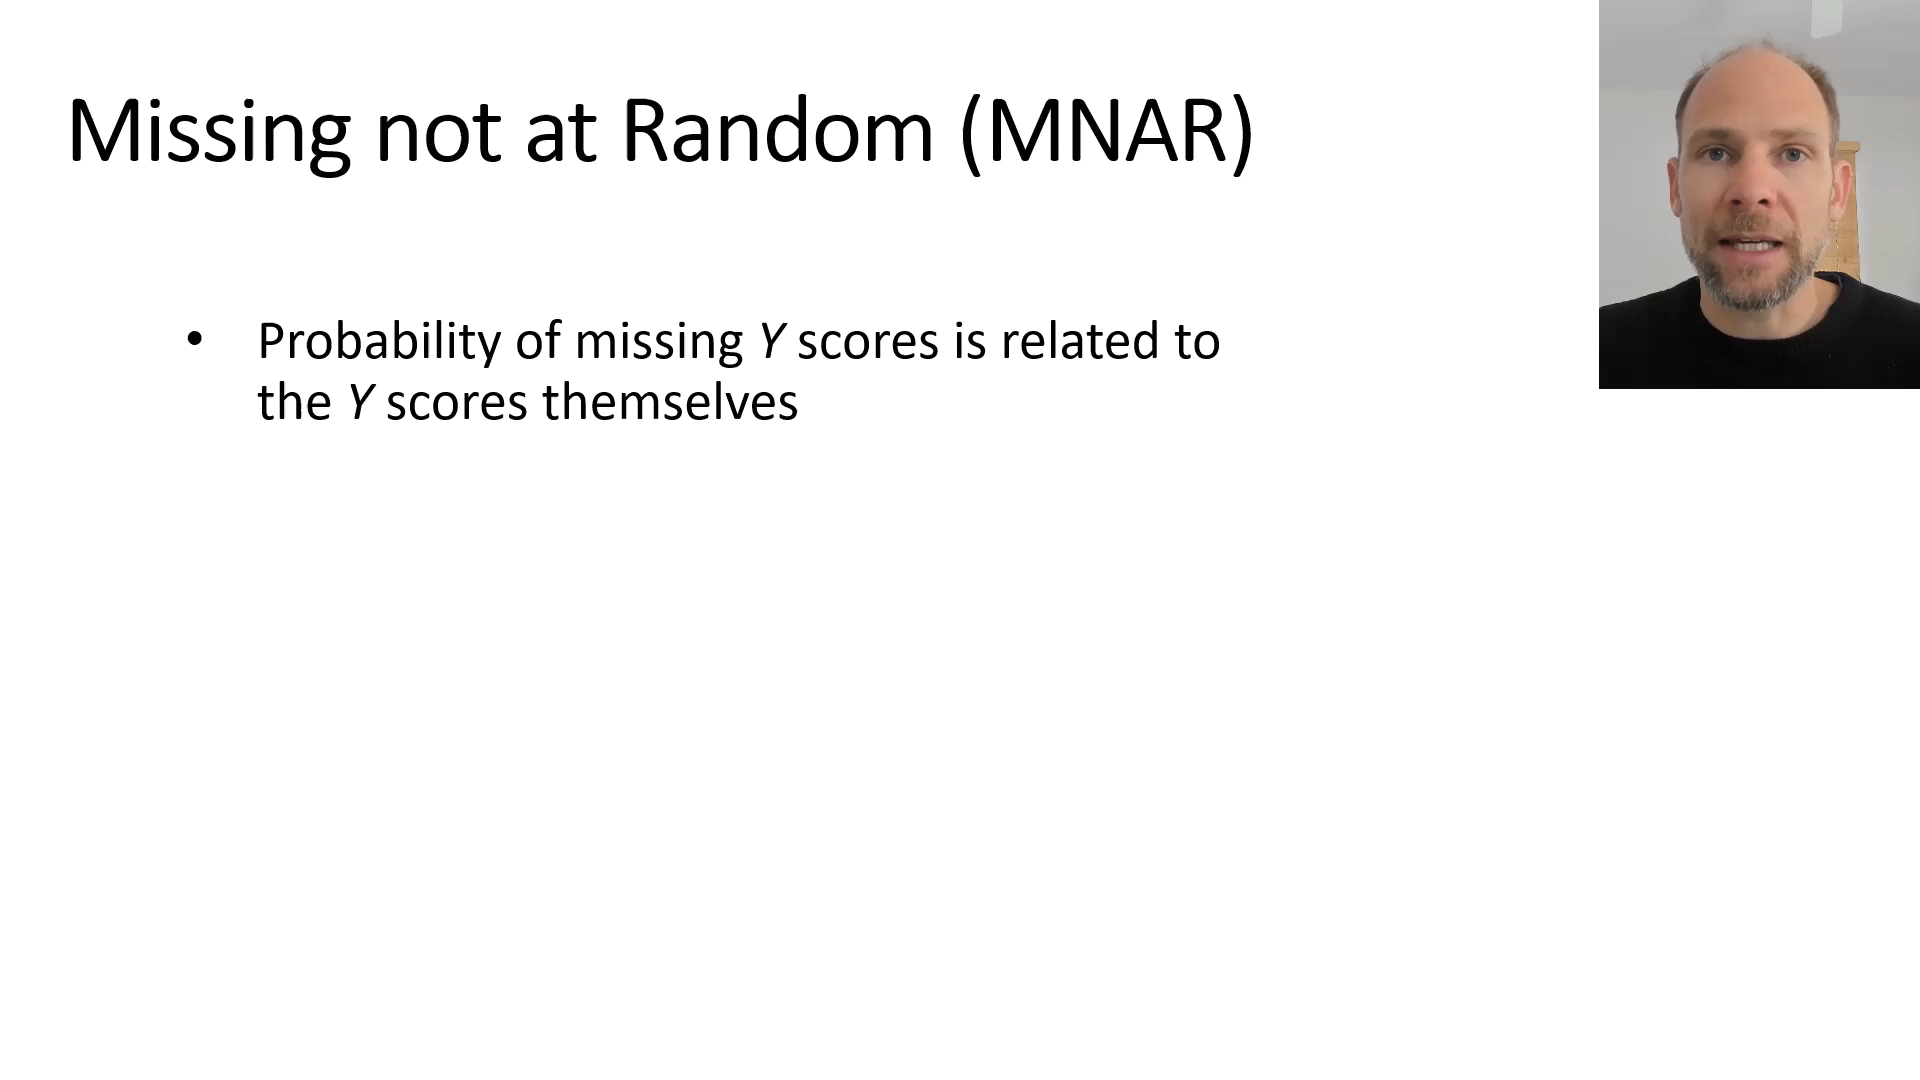 Missing not at Random (MNAR)
• Probability of missing Y scores is related to
the Y scores themselves